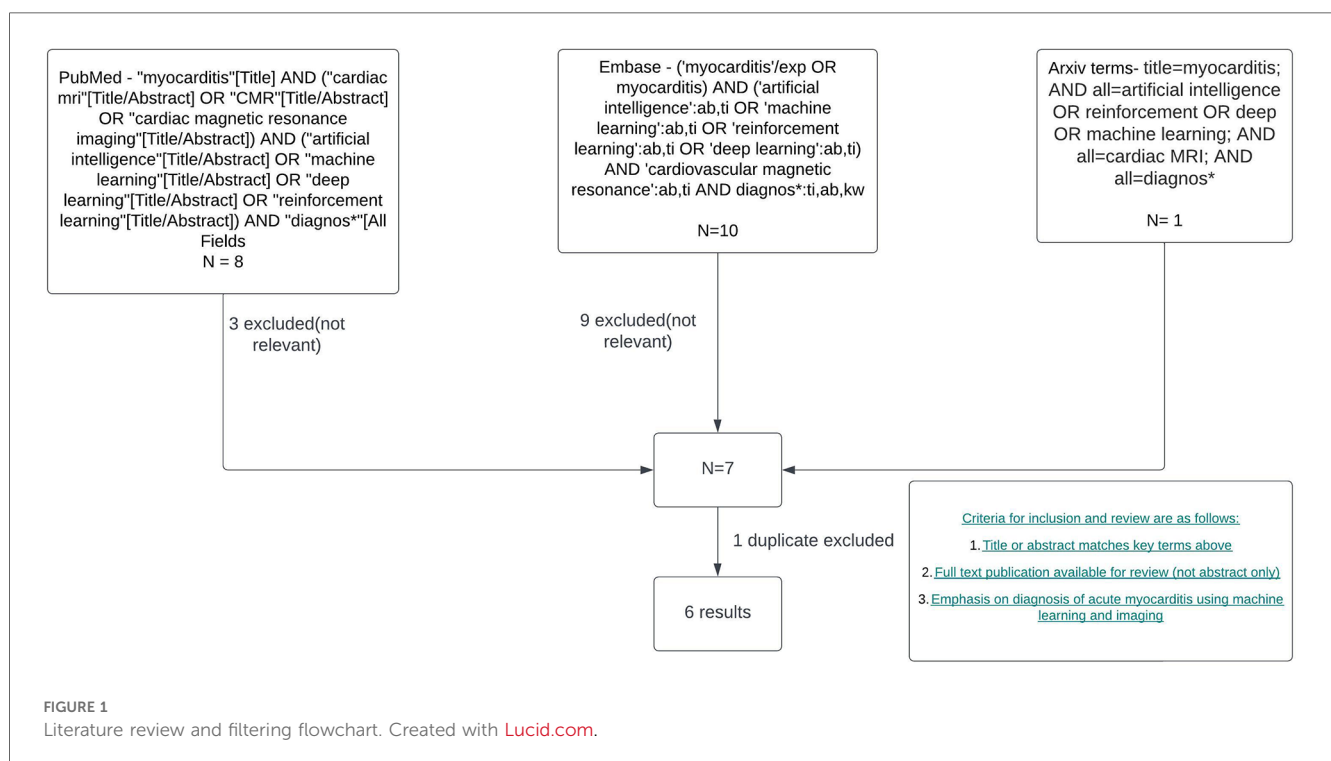 PubMed - "myocarditis"[Title] AND ("cardiac
mri"[Title/Abstract] OR "CMR"[Title/Abstract]
OR "cardiac magnetic resonance
imaging"[Title/Abstract]) AND ("artificial
intelligence"[Title/Abstract] OR "machine
learning"[Title/Abstract] OR "deep
learning"[Title/Abstract] OR "reinforcement
learning"[Title/Abstract]) AND "diagnos*"[All
Fields
N = 8
Embase - ('myocarditis'/exp OR
myocarditis) AND ('artificial
intelligence':ab,ti OR 'machine
learning':ab,ti OR 'reinforcement
learning':ab,ti OR 'deep learning':ab,ti)
AND 'cardiovascular magnetic
resonance':ab,ti AND diagnos*:ti,ab,kw
N=10
Arxiv terms- title=myocarditis;
AND all=artificial intelligence
OR reinforcement OR deep
OR machine learning; AND
all=cardiac MRI; AND
all=diagnos*
N= 1
3 excluded(not
relevant)
9 excluded(not
relevant)
N=7
1 duplicate excluded
6 results
Criteria for inclusion and review are as follows:
1. Title or abstract matches key terms above
2. Full text publication available for review (not abstract only)
3. Emphasis on diagnosis of acute myocarditis using machine
learning and imaging
FIGURE 1
Literature review and filtering flowchart. Created with Lucid.com.